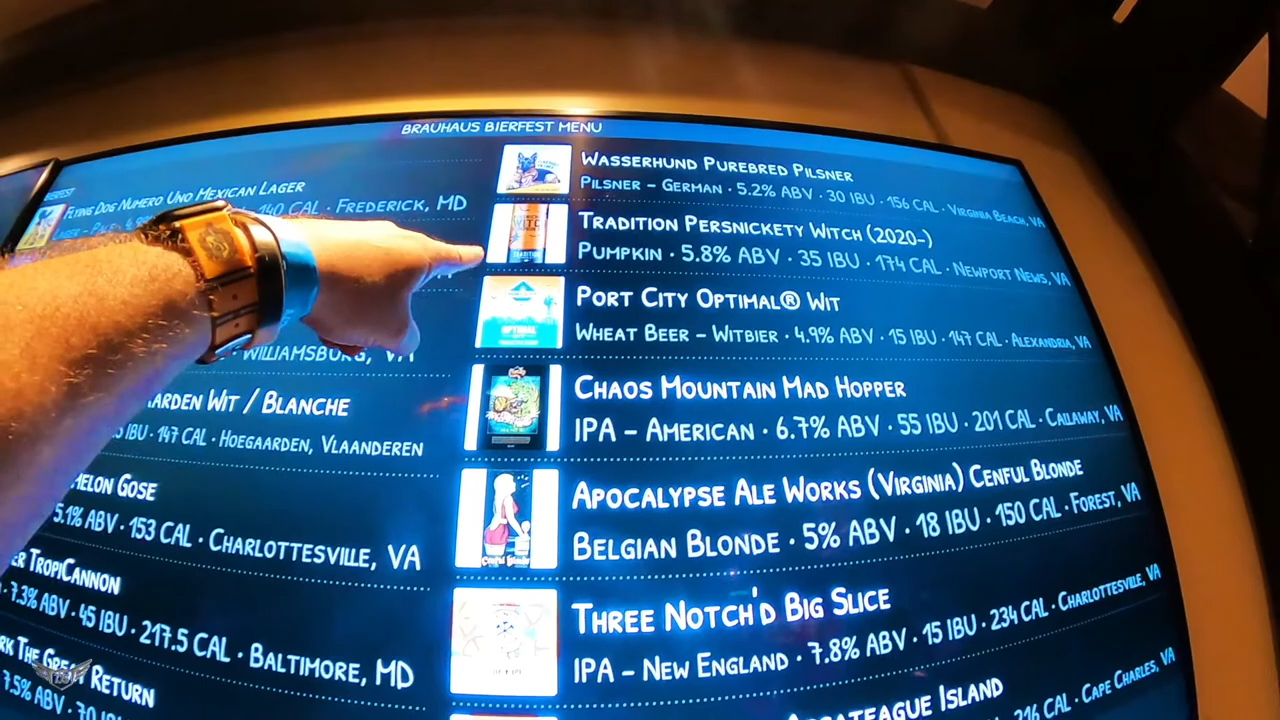 BRAUHAUS BIERFEST MENU
FLYING DOG NUMERO UNO MEXICAN LAGER
140 CAL · FREDERICK, MD
WILLIAMSBURG, VA
WIT / BLANCHE
147 CAL · HOEGAARDEN, VLAANDEREN
GOSE
5.1% ABV · 153 CAL · CHARLOTTESVILLE, VA
TROPICANNON
7.3% ABV · 45 IBU · 217.5 CAL · BALTIMORE, MD
THE GREAT RETURN
7.5% ABV · 70 IBU
WASSERHUND PUREBRED PILSNER
PILSNER – GERMAN · 5.2% ABV · 30 IBU · 156 CAL · VIRGINIA BEACH, VA
TRADITION PERSNICKETY WITCH (2020-)
PUMPKIN · 5.8% ABV · 35 IBU · 174 CAL · NEWPORT NEWS, VA
PORT CITY OPTIMAL® WIT
WHEAT BEER – WITBIER · 4.9% ABV · 15 IBU · 147 CAL · ALEXANDRIA, VA
CHAOS MOUNTAIN MAD HOPPER
IPA – AMERICAN · 6.7% ABV · 55 IBU · 201 CAL · CALLAWAY, VA
APOCALYPSE ALE WORKS (VIRGINIA) CENFUL BLONDE
BELGIAN BLONDE · 5% ABV · 18 IBU · 150 CAL · FOREST, VA
THREE NOTCH'D BIG SLICE
IPA – NEW ENGLAND · 7.8% ABV · 15 IBU · 234 CAL · CHARLOTTESVILLE, VA
ISLAND
216 CAL · CAPE CHARLES, VA